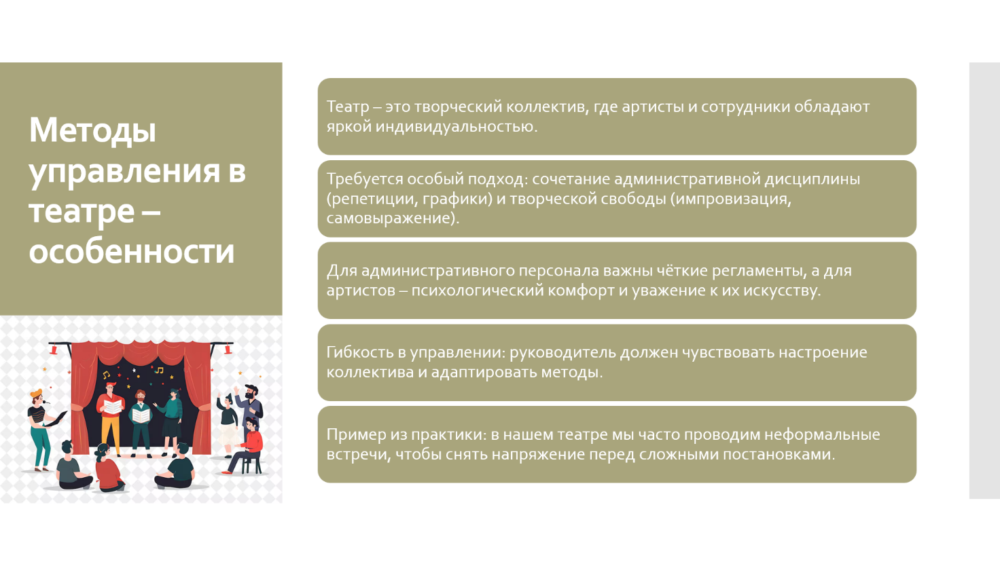 Методы
управления в
театре –
особенности
Театр – это творческий коллектив, где артисты и сотрудники обладают
яркой индивидуальностью.
Требуется особый подход: сочетание административной дисциплины
(репетиции, графики) и творческой свободы (импровизация,
самовыражение).
Для административного персонала важны чёткие регламенты, а для
артистов – психологический комфорт и уважение к их искусству.
Гибкость в управлении: руководитель должен чувствовать настроение
коллектива и адаптировать методы.
Пример из практики: в нашем театре мы часто проводим неформальные
встречи, чтобы снять напряжение перед сложными постановками.